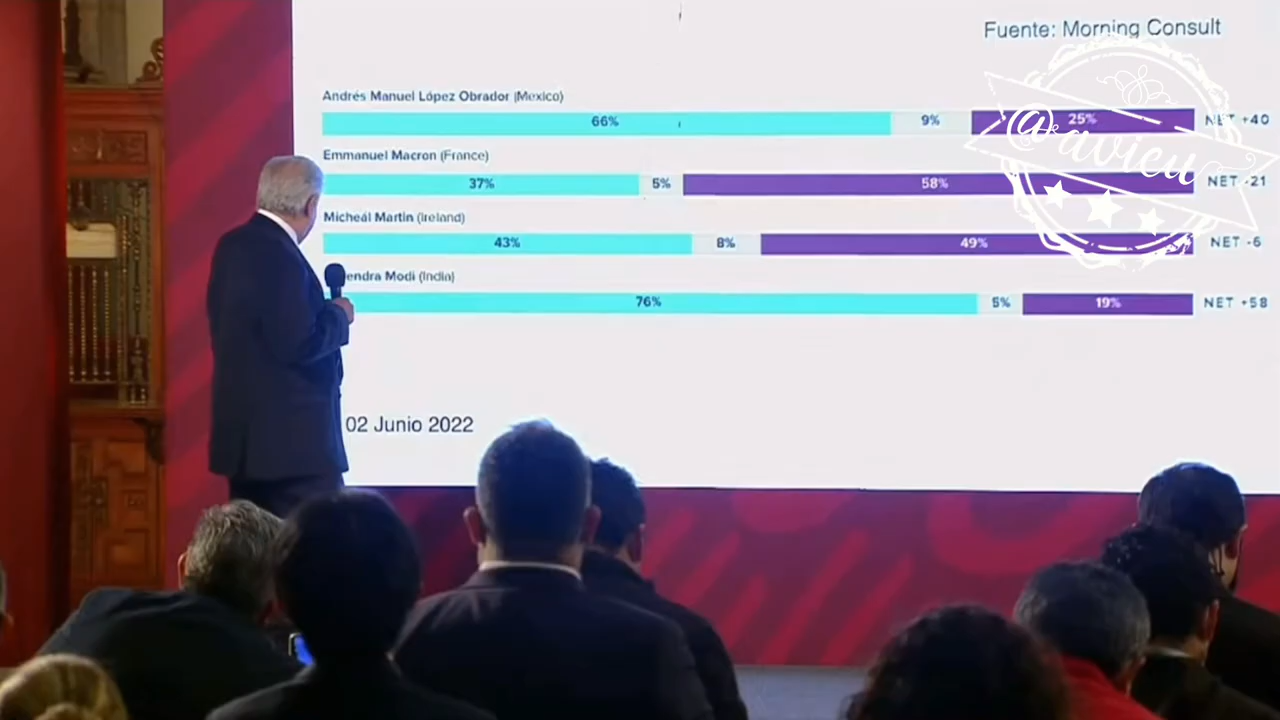 Fuente: Morning Consult
Andrés Manuel López Obrador (Mexico)
66% 9% 25% NET +40
Emmanuel Macron (France)
37% 5% 58% NET -21
Micheál Martin (Ireland)
43% 8% 49% NET -6
endra Modi (India)
76% 5% 19% NET +58
02 Junio 2022